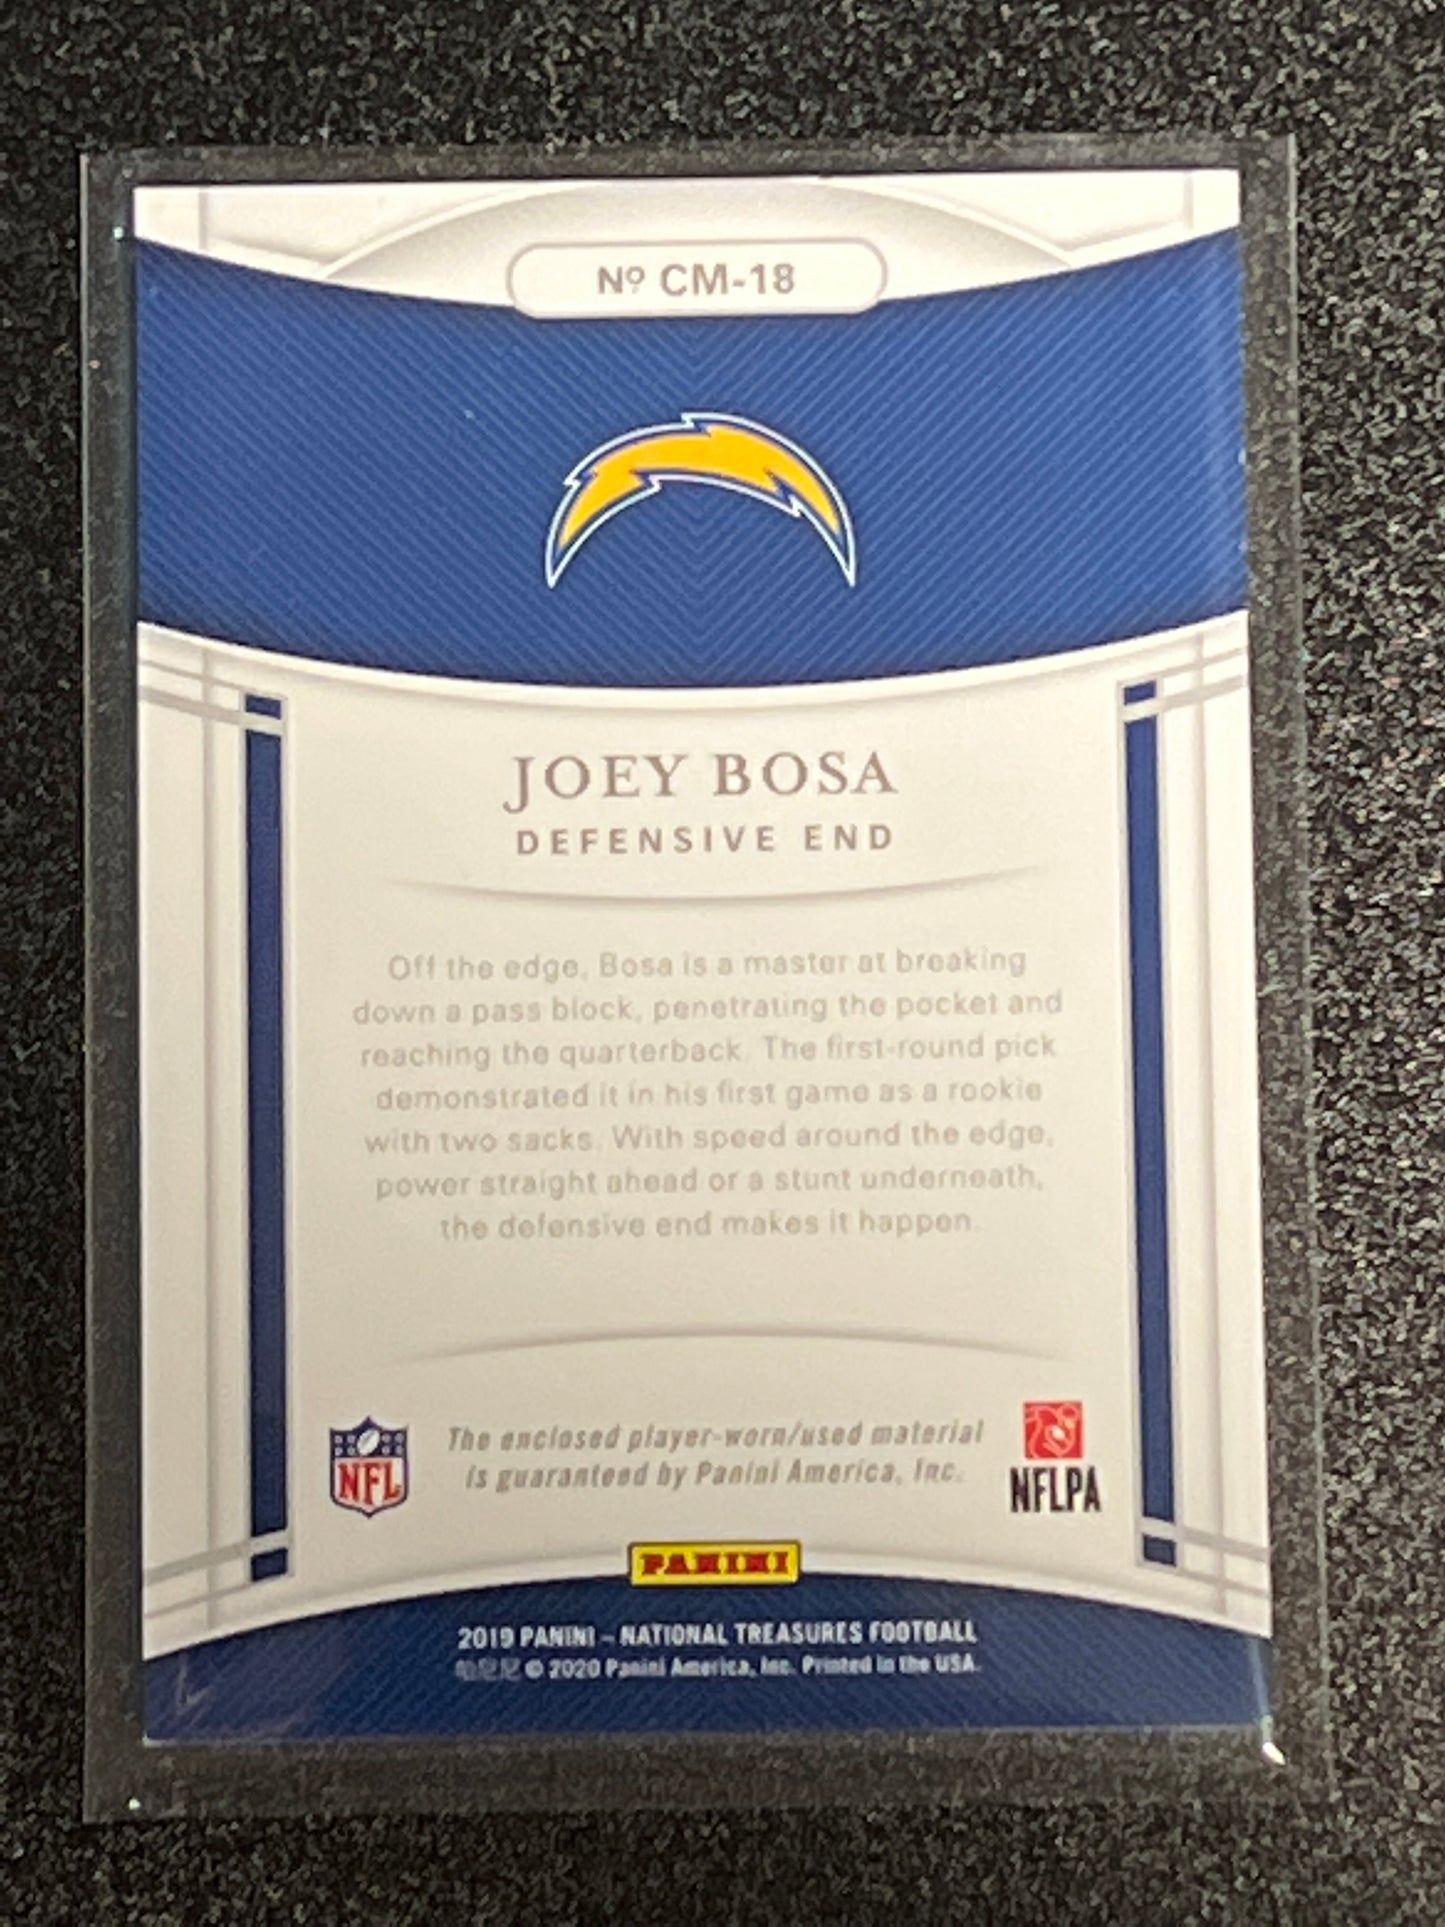 Nº CM-18
JOEY BOSA
DEFENSIVE END
Off the edge, Bosa is a master at breaking
down a pass block, penetrating the pocket and
reaching the quarterback. The first-round pick
demonstrated it in his first game as a rookie
with two sacks. With speed around the edge,
power straight ahead or a stunt underneath,
the defensive end makes it happen.
The enclosed player-worn/used material
is guaranteed by Panini America, Inc.
NFL
NFLPA
PANINI
2019 PANINI – NATIONAL TREASURES FOOTBALL
© 2020 Panini America, Inc. Printed in the USA.